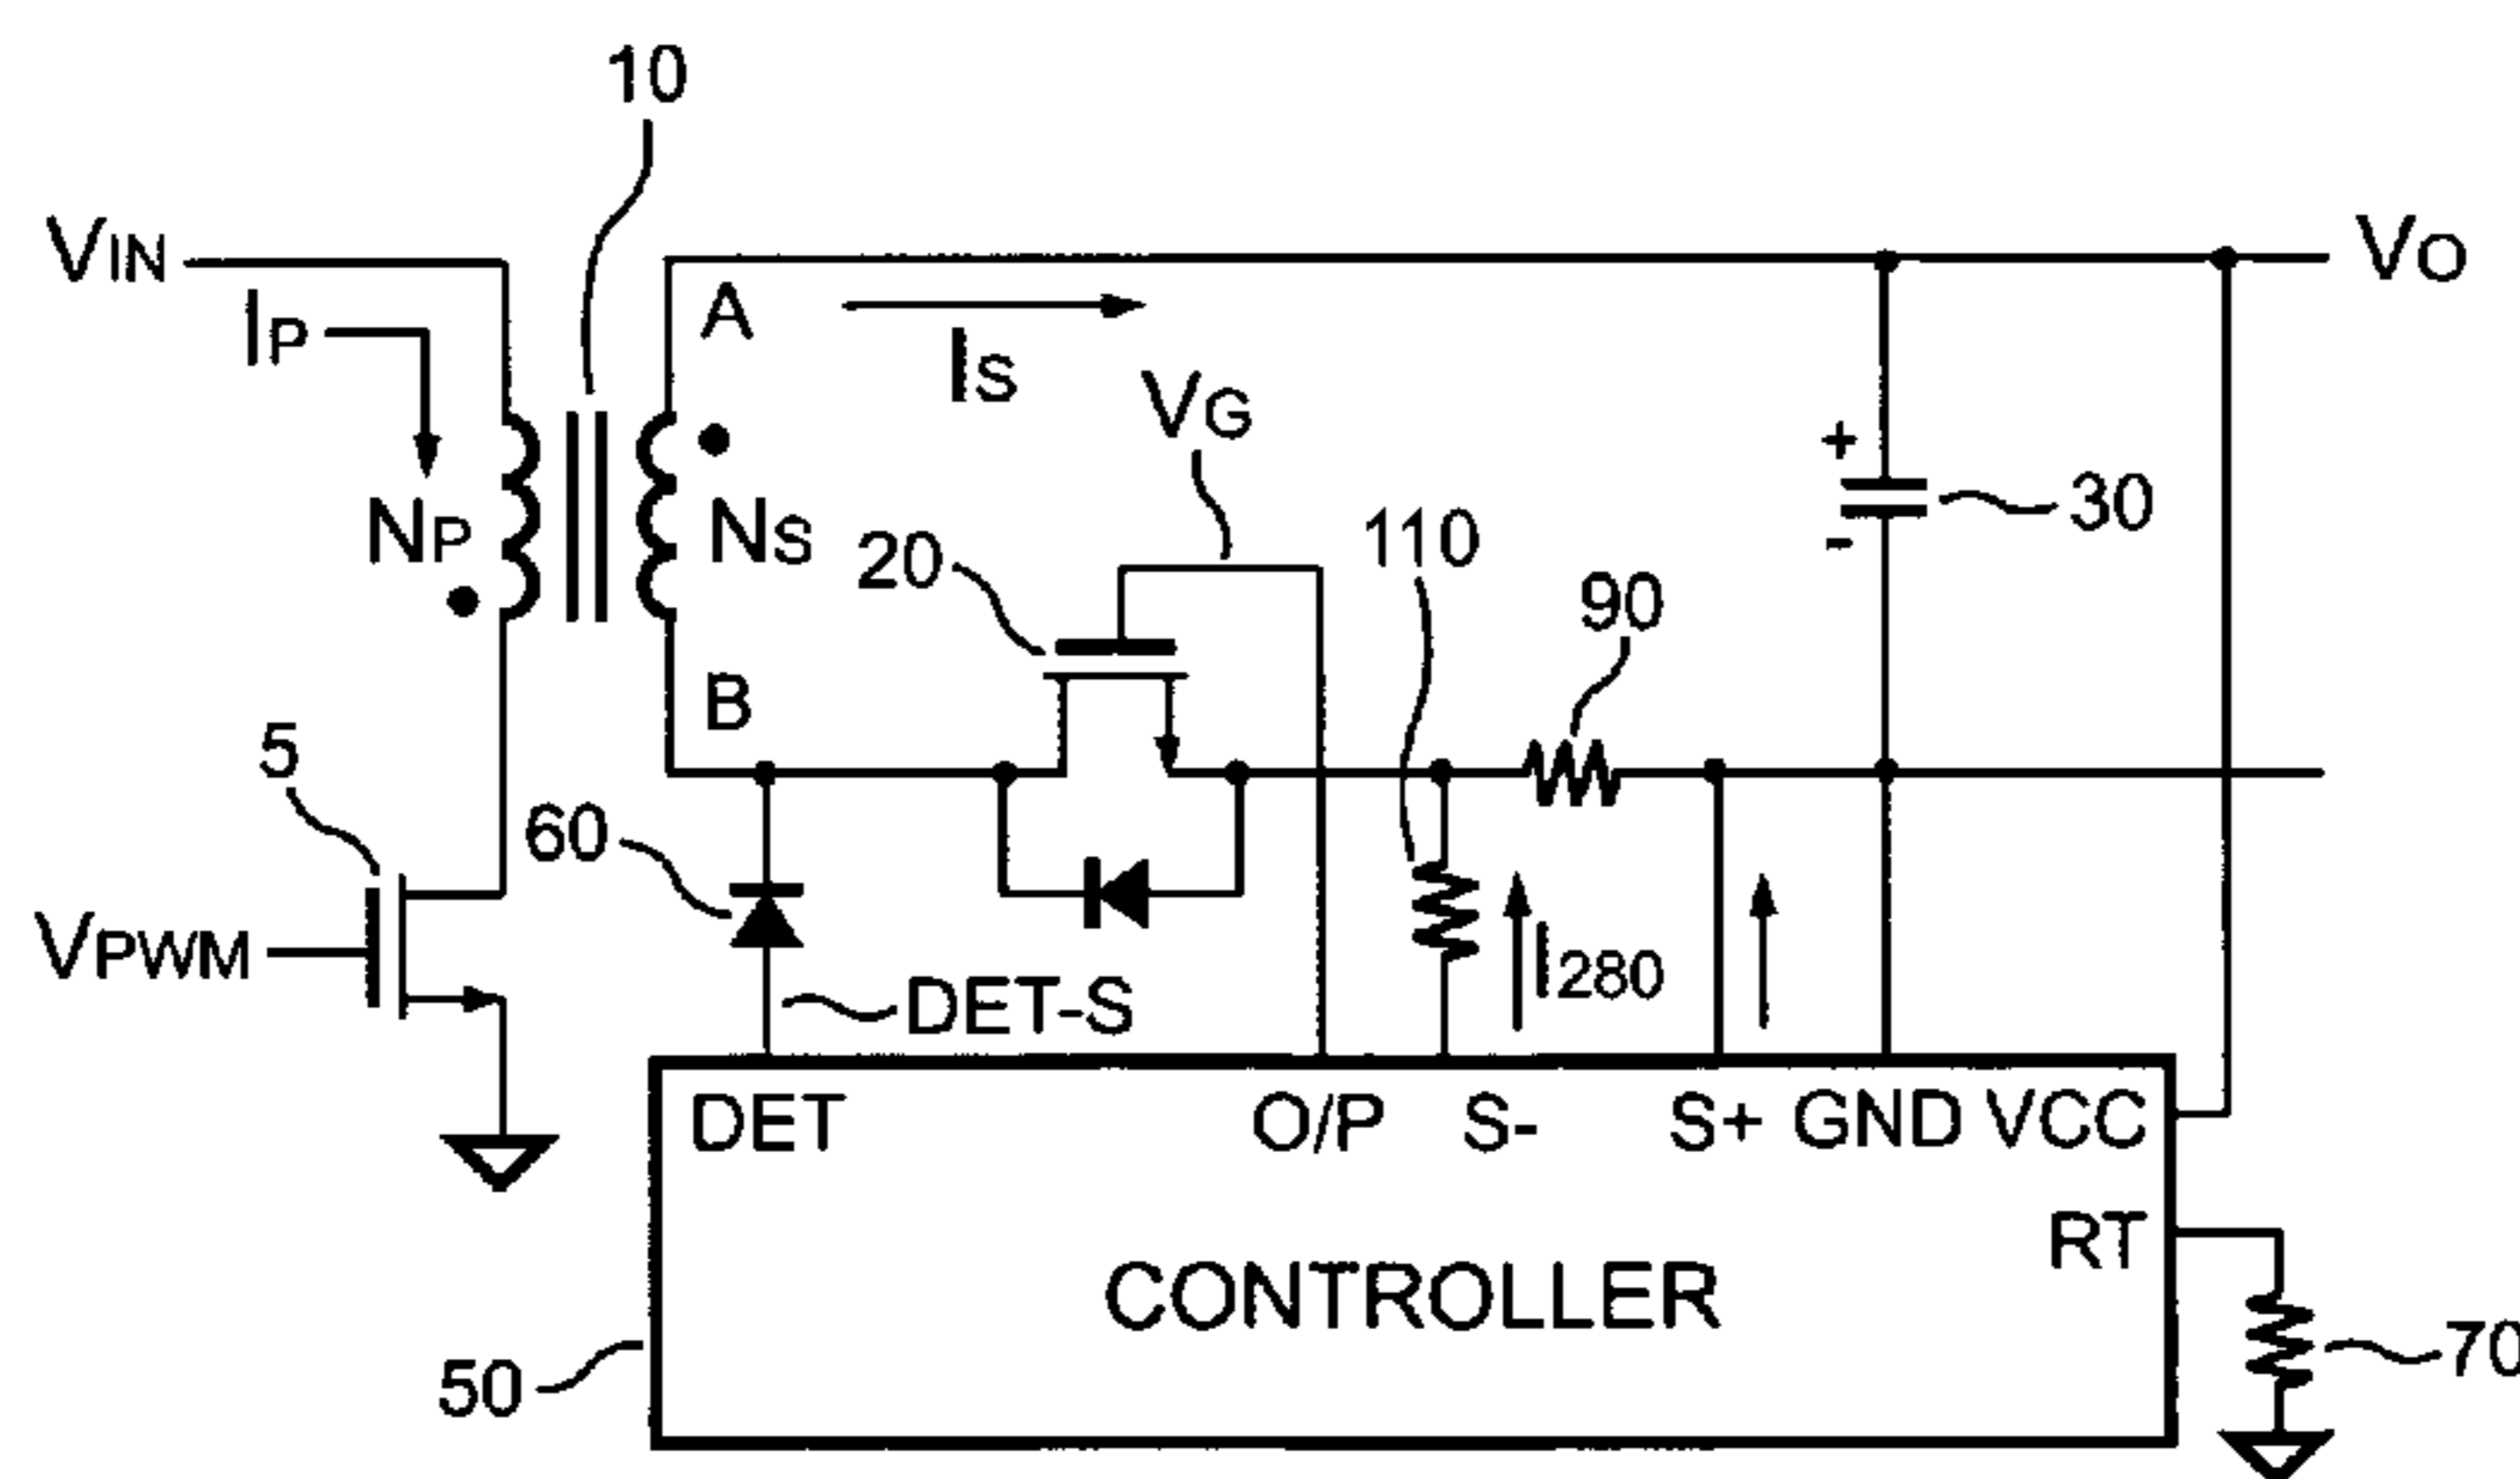 10
VIN
VO
IP
A
IS
VG
+
30
-
NP
NS
20
110
90
B
5
60
VPWM
DET-S
I280
DET
O/P
S-
S+
GND
VCC
RT
CONTROLLER
50
70